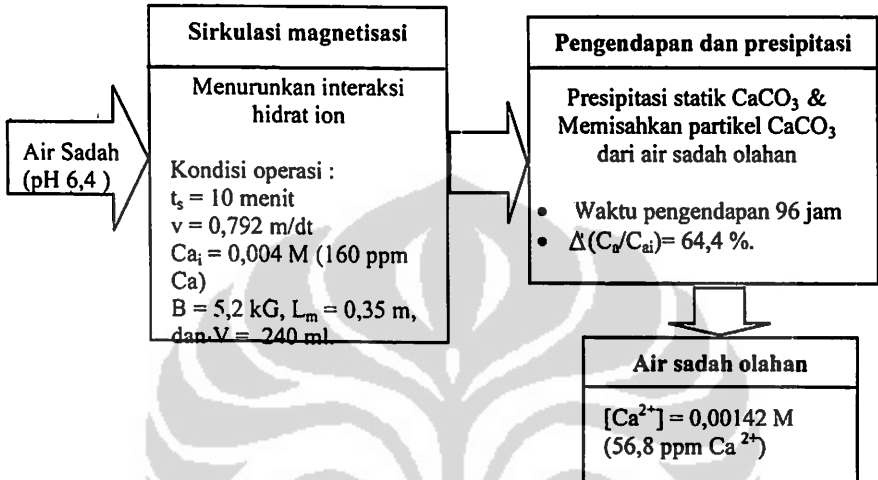 Sirkulasi magnetisasi
Menurunkan interaksi
hidrat ion
Air Sadah
(pH 6,4 )
Kondisi operasi :
tₛ = 10 menit
v = 0,792 m/dt
Caᵢ = 0,004 M (160 ppm
Ca)
B = 5,2 kG, Lₘ = 0,35 m,
dan V = 240 ml.
Pengendapan dan presipitasi
Presipitasi statik CaCO₃ &
Memisahkan partikel CaCO₃
dari air sadah olahan
• Waktu pengendapan 96 jam
• Δ(Cₐ/Cₐᵢ)= 64,4 %.
Air sadah olahan
[Ca²⁺] = 0,00142 M
(56,8 ppm Ca ²⁺)